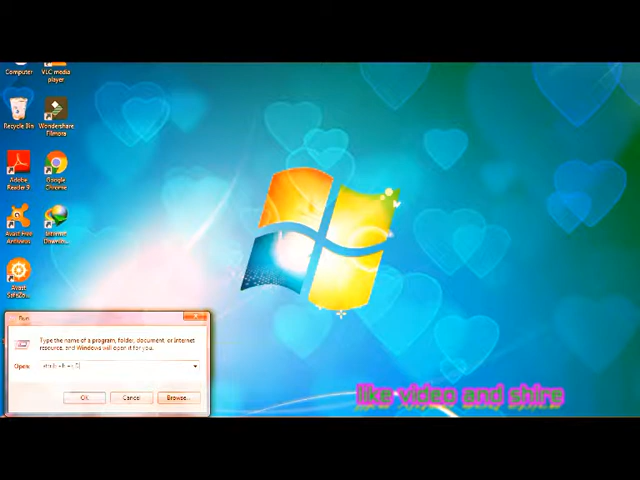 Computer
VLC media
player
Recycle Bin
Wondershare
Filmora
Adobe
Reader 9
Google
Chrome
Avast Free
Antivirus
Internet
Downlo...
Avast
SafeZo...
Run
Type the name of a program, folder, document, or Internet
resource, and Windows will open it for you.
Open:
OK
Cancel
Browse...
like video and shire